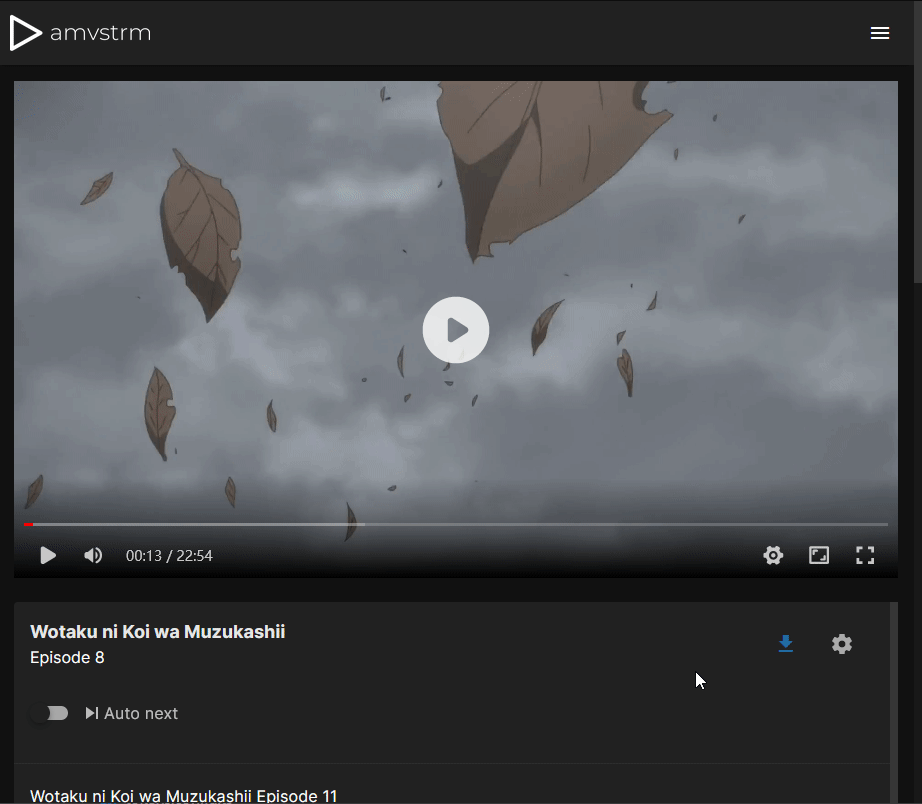 amvstrm
00:13 / 22:54
Wotaku ni Koi wa Muzukashii
Episode 8
Auto next
Wotaku ni Koi wa Muzukashii Episode 11